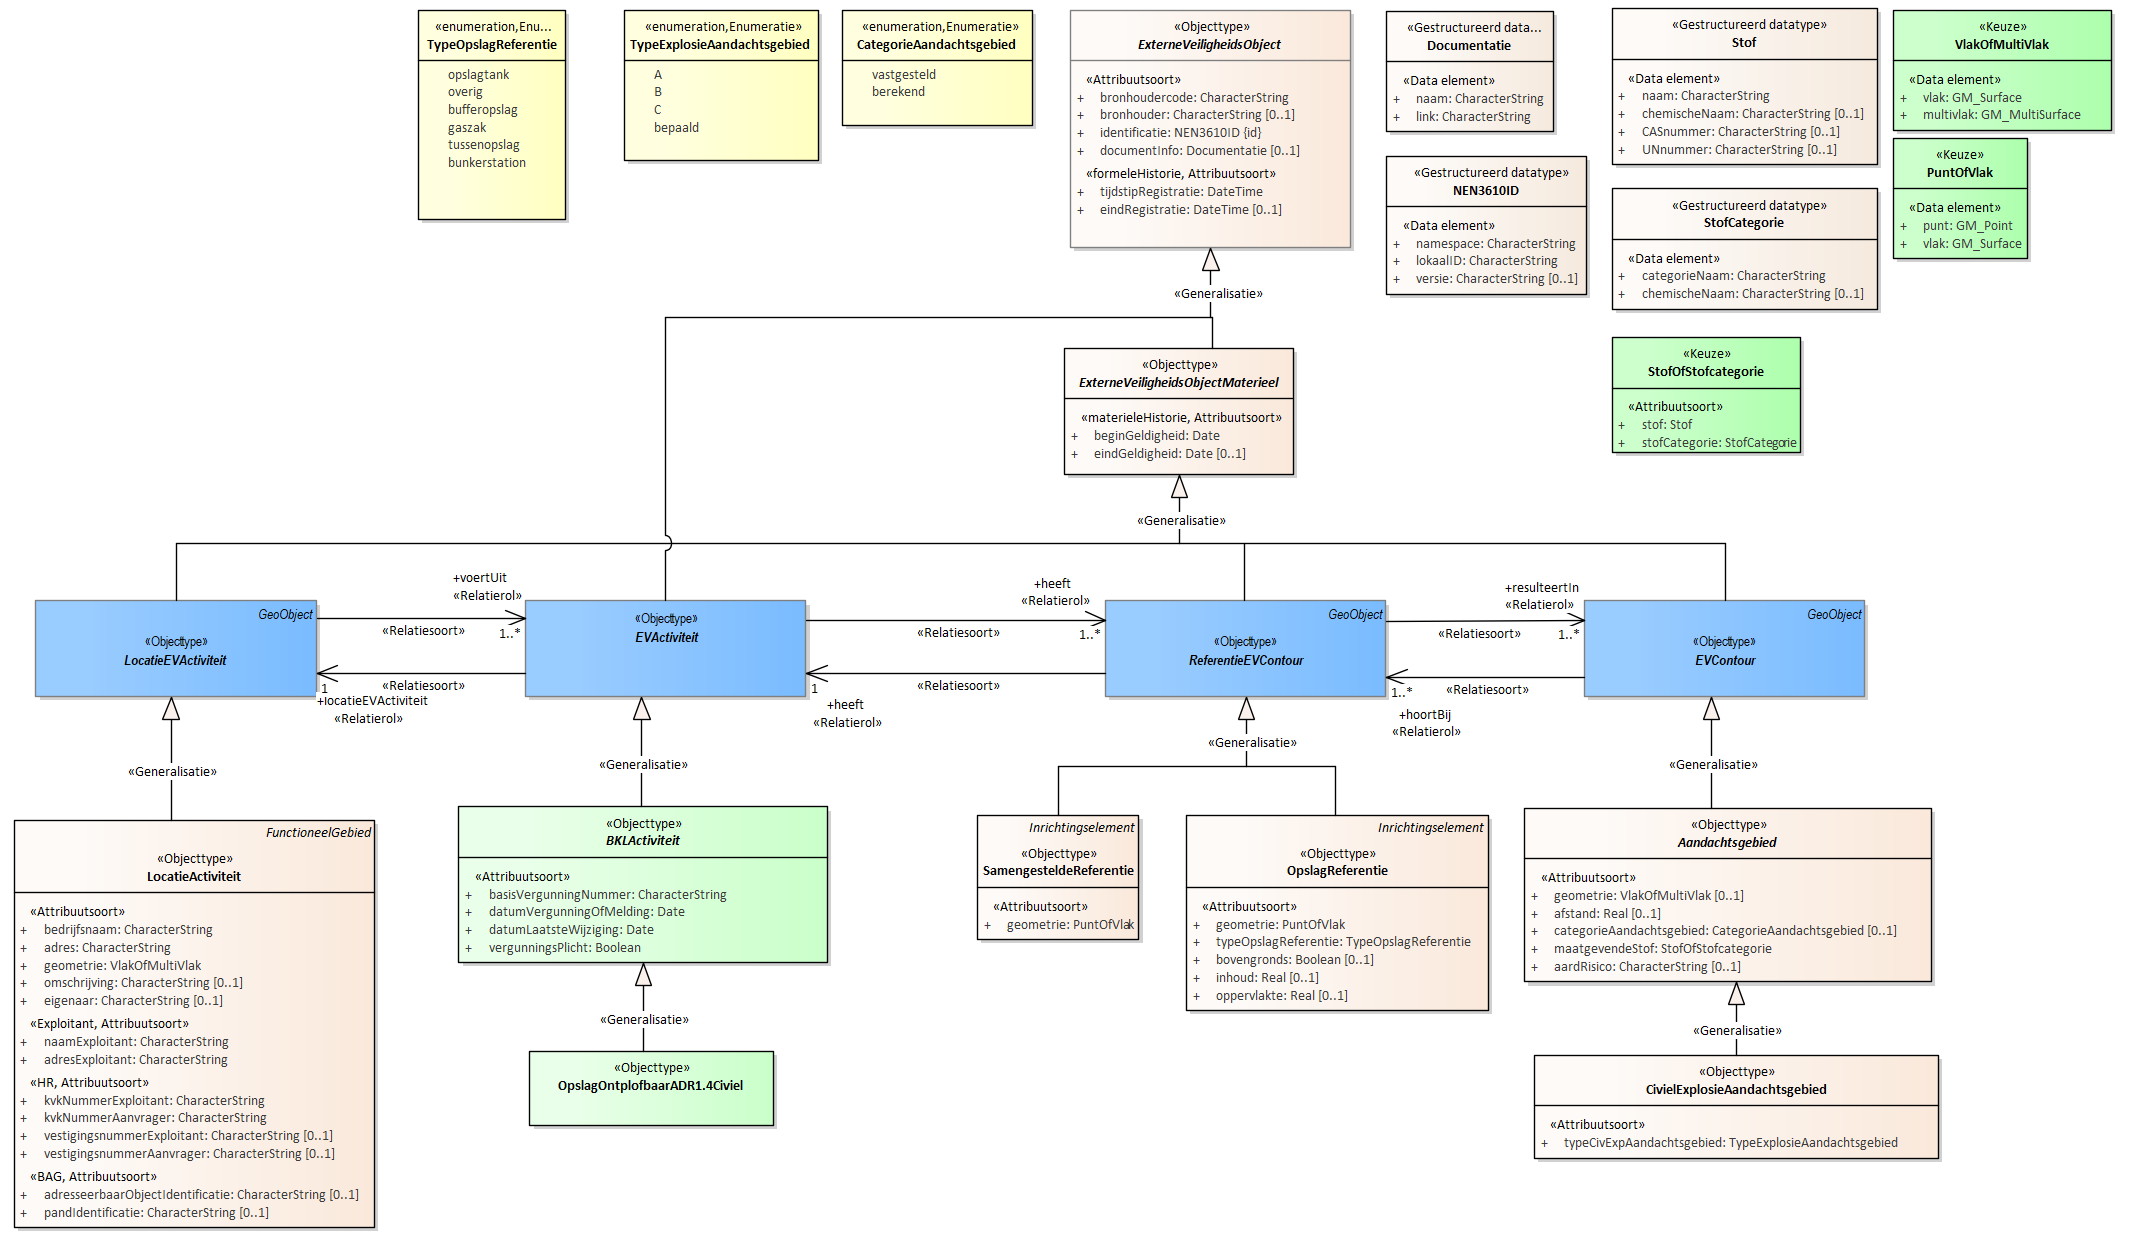 «enumeration,Enu...
TypeOpslagReferentie
opslagtank
overig
bufferopslag
gaszak
tussenopslag
bunkerstation
«enumeration,Enumeratie»
TypeExplosieAandachtsgebied
A
B
C
bepaald
«enumeration,Enumeratie»
CategorieAandachtsgebied
vastgesteld
berekend
«Objecttype»
ExterneVeiligheidsObject
«Attribuutsoort»
+ bronhoudercode: CharacterString
+ bronhouder: CharacterString [0..1]
+ identificatie: NEN3610ID {id}
+ documentInfo: Documentatie [0..1]
«formeleHistorie, Attribuutsoort»
+ tijdstipRegistratie: DateTime
+ eindRegistratie: DateTime [0..1]
«Gestructureerd data...
Documentatie
«Data element»
+ naam: CharacterString
+ link: CharacterString
«Gestructureerd datatype»
NEN3610ID
«Data element»
+ namespace: CharacterString
+ lokaalID: CharacterString
+ versie: CharacterString [0..1]
«Gestructureerd datatype»
Stof
«Data element»
+ naam: CharacterString
+ chemischeNaam: CharacterString [0..1]
+ CASnummer: CharacterString [0..1]
+ UNnummer: CharacterString [0..1]
«Gestructureerd datatype»
StofCategorie
«Data element»
+ categorieNaam: CharacterString
+ chemischeNaam: CharacterString [0..1]
«Keuze»
VlakOfMultiVlak
«Data element»
+ vlak: GM_Surface
+ multivlak: GM_MultiSurface
«Keuze»
PuntOfVlak
«Data element»
+ punt: GM_Point
+ vlak: GM_Surface
«Keuze»
StofOfStofcategorie
«Attribuutsoort»
+ stof: Stof
+ stofCategorie: StofCategorie
«Generalisatie»
«Objecttype»
ExterneVeiligheidsObjectMaterieel
«materieleHistorie, Attribuutsoort»
+ beginGeldigheid: Date
+ eindGeldigheid: Date [0..1]
«Generalisatie»
GeoObject
«Objecttype»
LocatieEVActiviteit
+voertUit
«Relatierol»
«Relatiesoort»
1..*
«Relatiesoort»
1
+locatieEVActiviteit
«Relatierol»
«Objecttype»
EVActiviteit
+heeft
«Relatierol»
«Relatiesoort»
1..*
«Relatiesoort»
1
+heeft
«Relatierol»
GeoObject
«Objecttype»
ReferentieEVContour
+resulteertIn
«Relatierol»
«Relatiesoort»
1..*
«Relatiesoort»
1..*
+hoortBij
«Relatierol»
GeoObject
«Objecttype»
EVContour
«Generalisatie»
«Generalisatie»
«Generalisatie»
«Generalisatie»
FunctioneelGebied
«Objecttype»
LocatieActiviteit
«Attribuutsoort»
+ bedrijfsnaam: CharacterString
+ adres: CharacterString
+ geometrie: VlakOfMultiVlak
+ omschrijving: CharacterString [0..1]
+ eigenaar: CharacterString [0..1]
«Exploitant, Attribuutsoort»
+ naamExploitant: CharacterString
+ adresExploitant: CharacterString
«HR, Attribuutsoort»
+ kvkNummerExploitant: CharacterString
+ kvkNummerAanvrager: CharacterString
+ vestigingsnummerExploitant: CharacterString [0..1]
+ vestigingsnummerAanvrager: CharacterString [0..1]
«BAG, Attribuutsoort»
+ adresseerbaarObjectIdentificatie: CharacterString [0..1]
+ pandIdentificatie: CharacterString [0..1]
«Objecttype»
BKLActiviteit
«Attribuutsoort»
+ basisVergunningNummer: CharacterString
+ datumVergunningOfMelding: Date
+ datumLaatsteWijziging: Date
+ vergunningsPlicht: Boolean
«Generalisatie»
«Objecttype»
OpslagOntplofbaarADR1.4Civiel
Inrichtingselement
«Objecttype»
SamengesteldeReferentie
«Attribuutsoort»
+ geometrie: PuntOfVlak
Inrichtingselement
«Objecttype»
OpslagReferentie
«Attribuutsoort»
+ geometrie: PuntOfVlak
+ typeOpslagReferentie: TypeOpslagReferentie
+ bovengronds: Boolean [0..1]
+ inhoud: Real [0..1]
+ oppervlakte: Real [0..1]
«Objecttype»
Aandachtsgebied
«Attribuutsoort»
+ geometrie: VlakOfMultiVlak [0..1]
+ afstand: Real [0..1]
+ categorieAandachtsgebied: CategorieAandachtsgebied [0..1]
+ maatgevendeStof: StofOfStofcategorie
+ aardRisico: CharacterString [0..1]
«Generalisatie»
«Objecttype»
CivielExplosieAandachtsgebied
«Attribuutsoort»
+ typeCivExpAandachtsgebied: TypeExplosieAandachtsgebied